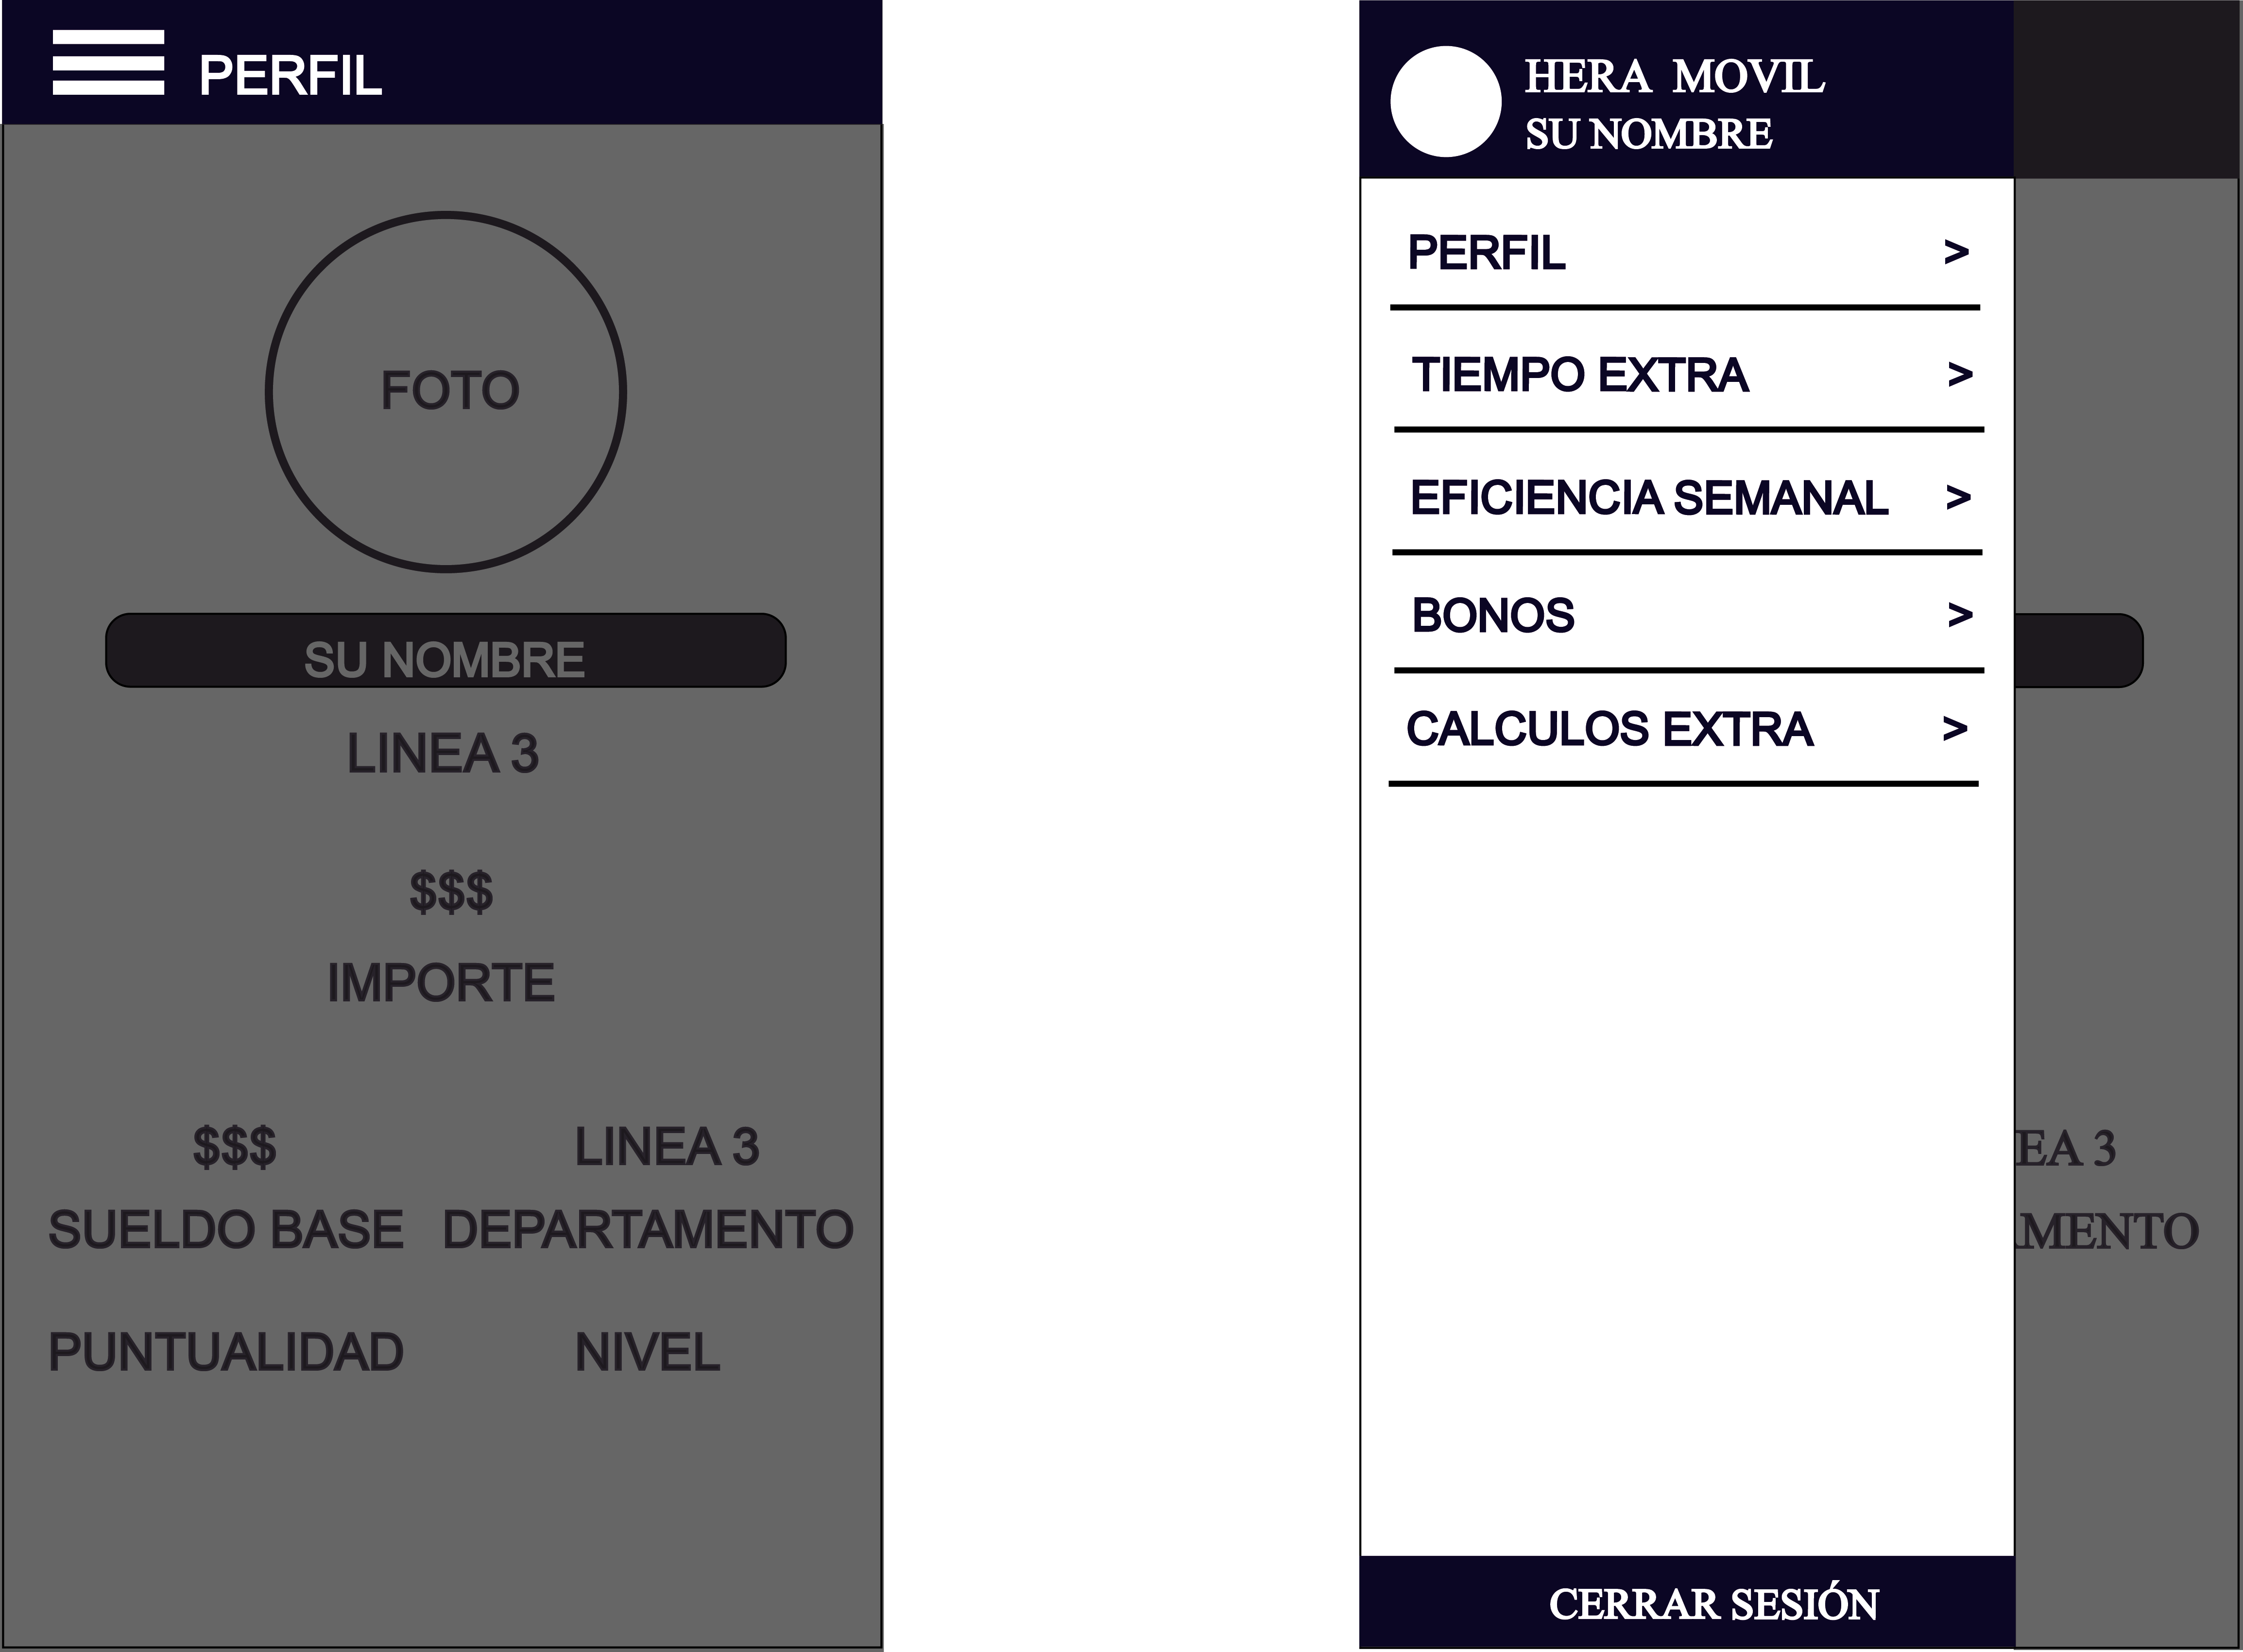 PERFIL
FOTO
SU NOMBRE
LINEA 3
$$$
IMPORTE
$$$ LINEA 3
SUELDO BASE DEPARTAMENTO
PUNTUALIDAD NIVEL
HERA MOVIL
SU NOMBRE
PERFIL >
TIEMPO EXTRA >
EFICIENCIA SEMANAL >
BONOS >
CALCULOS EXTRA >
EA 3
MENTO
CERRAR SESIÓN